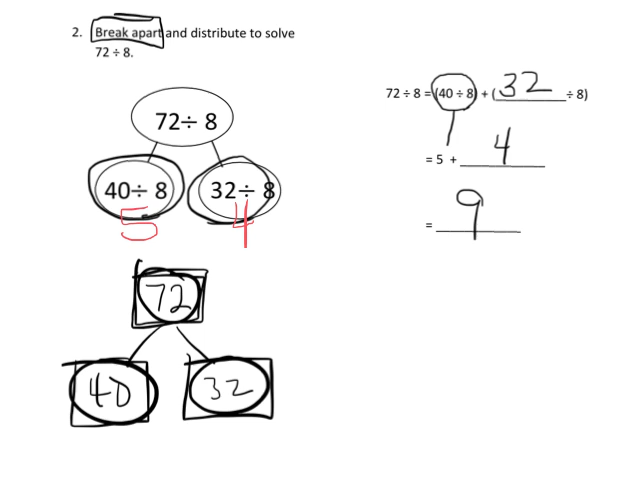 2. Break apart and distribute to solve
72 ÷ 8.
72÷ 8
40÷ 8
32÷ 8
5
4
72
40
32
72 ÷ 8 = (40 ÷ 8) + ( 32 ÷ 8)
= 5 + 4
= 9